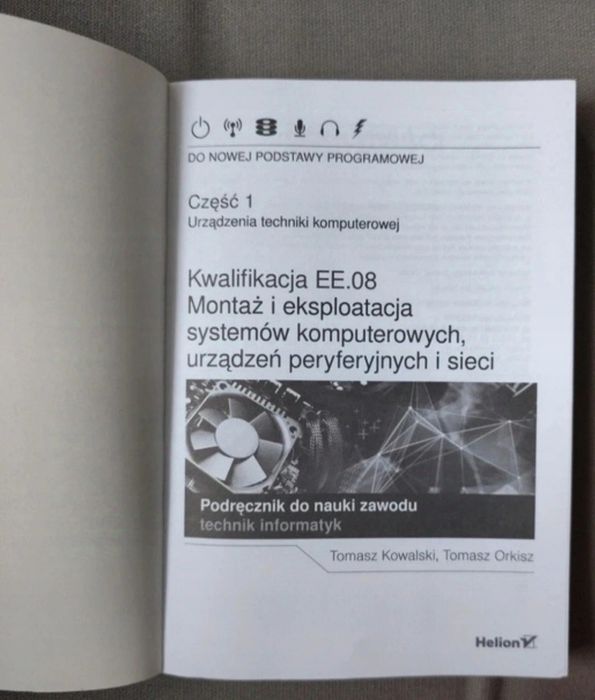 DO NOWEJ PODSTAWY PROGRAMOWEJ
Część 1
Urządzenia techniki komputerowej
Kwalifikacja EE.08
Montaż i eksploatacja
systemów komputerowych,
urządzeń peryferyjnych i sieci
Podręcznik do nauki zawodu
technik informatyk
Tomasz Kowalski, Tomasz Orkisz
Helion